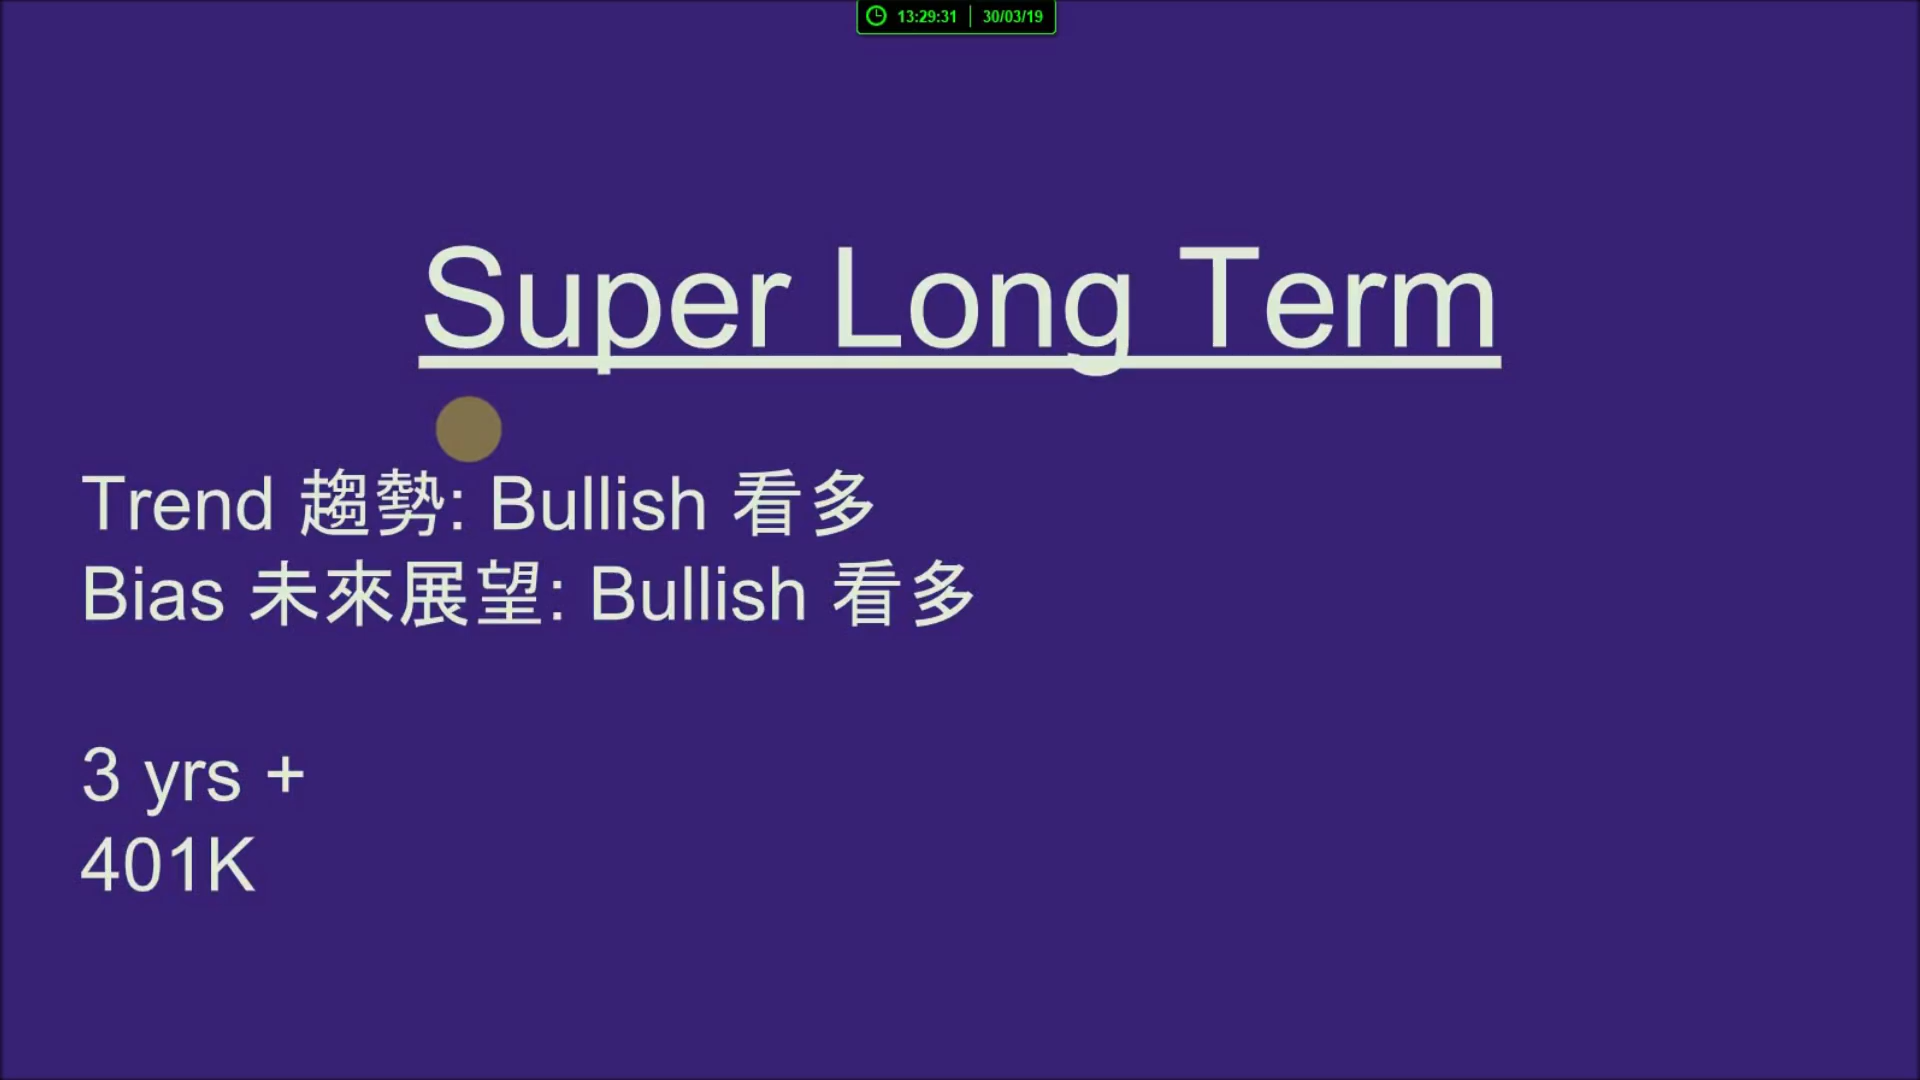 13:29:31 | 30/03/19
Super Long Term
Trend 趨勢: Bullish 看多
Bias 未來展望: Bullish 看多
3 yrs +
401K